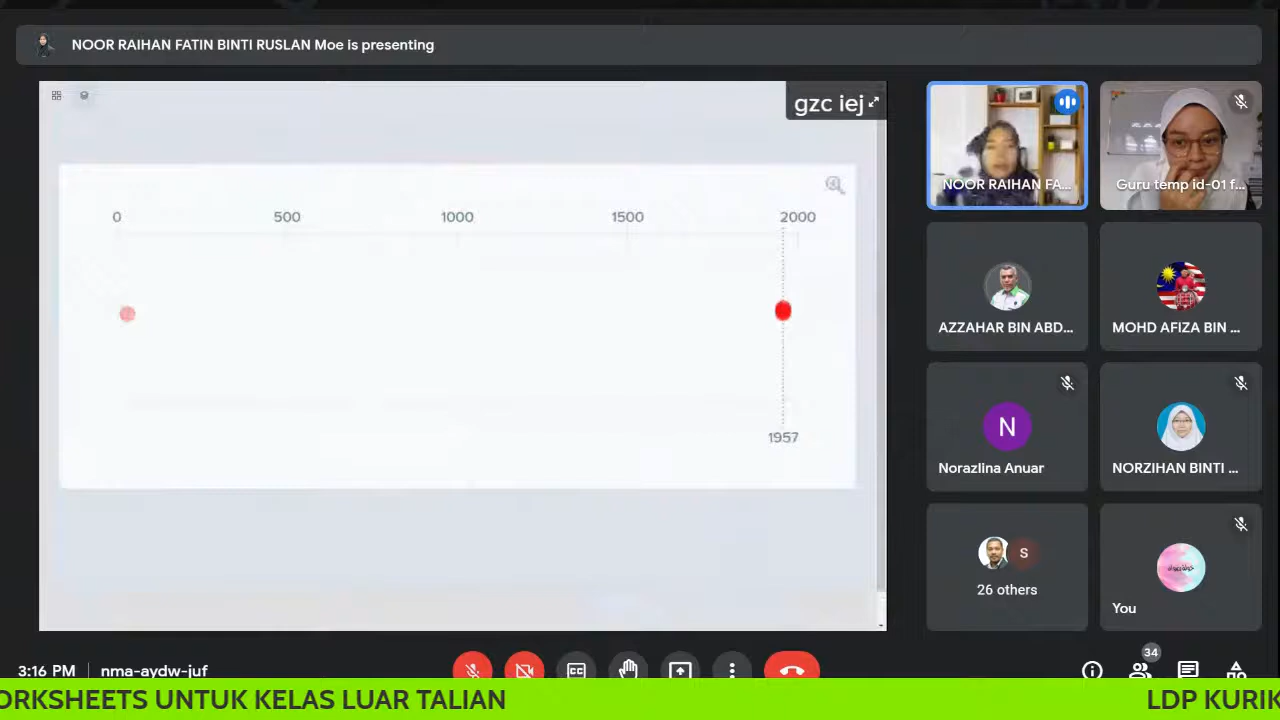 NOOR RAIHAN FATIN BINTI RUSLAN Moe is presenting
gzc iej
0 500 1000 1500 2000
1957
NOOR RAIHAN FA...
Guru temp id-01 f...
AZZAHAR BIN ABD...
MOHD AFIZA BIN ...
N
Norazlina Anuar
NORZIHAN BINTI ...
S
26 others
You
3:16 PM | nma-aydw-juf
CC
34
ORKSHEETS UNTUK KELAS LUAR TALIAN LDP KURIK